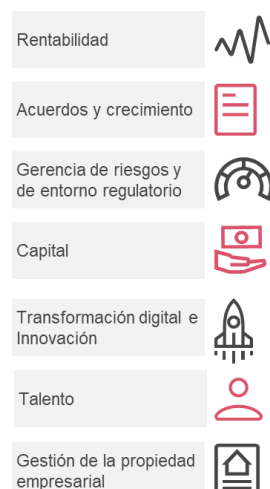 Rentabilidad
Acuerdos y crecimiento
Gerencia de riesgos y
de entorno regulatorio
Capital
Transformación digital e
Innovación
Talento
Gestión de la propiedad
empresarial